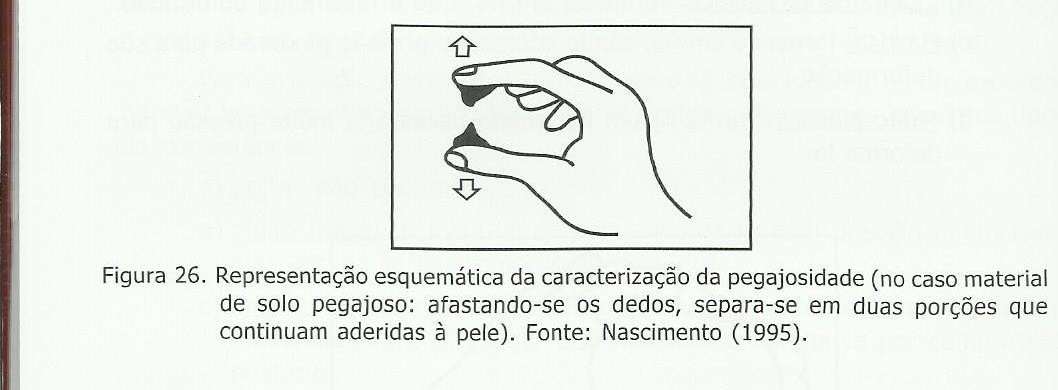 Figura 26. Representação esquemática da caracterização da pegajosidade (no caso material
de solo pegajoso: afastando-se os dedos, separa-se em duas porções que
continuam aderidas à pele). Fonte: Nascimento (1995).